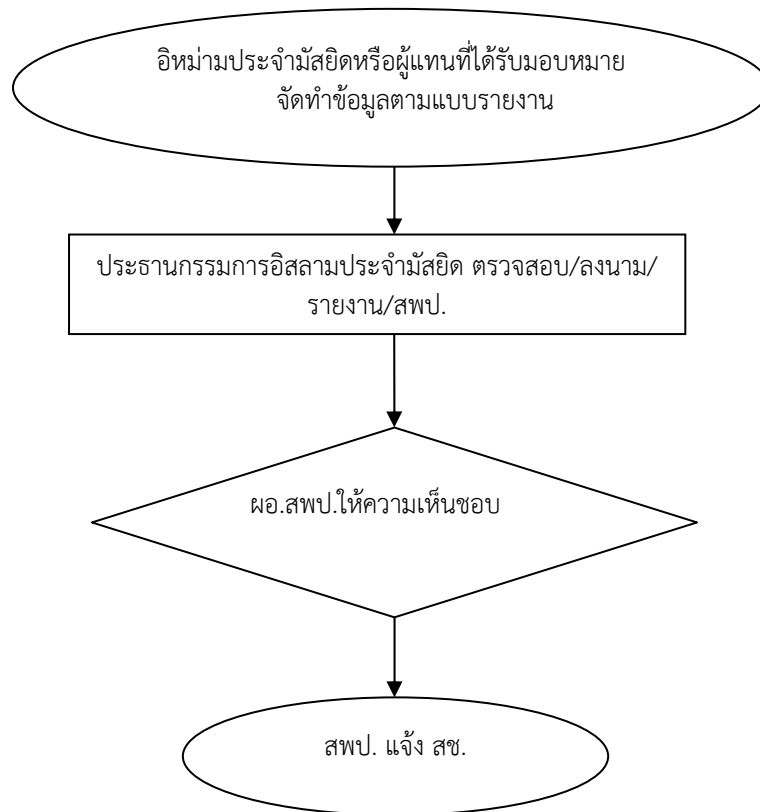 อิหม่ามประจำมัสยิดหรือผู้แทนที่ได้รับมอบหมาย
จัดทำข้อมูลตามแบบรายงาน
ประธานกรรมการอิสลามประจำมัสยิด ตรวจสอบ/ลงนาม/
รายงาน/สพป.
ผอ.สพป.ให้ความเห็นชอบ
สพป. แจ้ง สช.